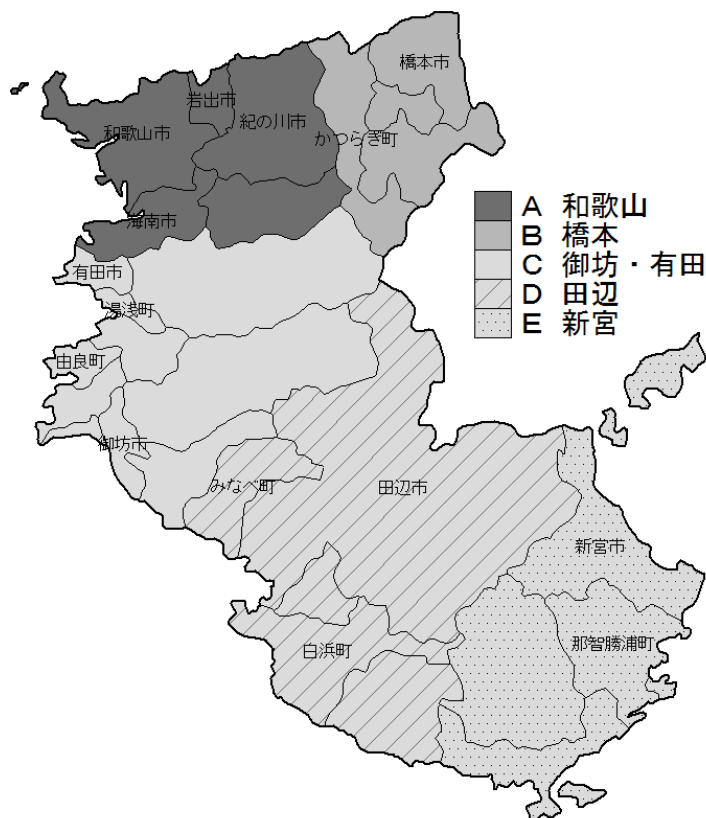 橋本市
岩出市
紀の川市
和歌山市
かつらぎ町
海南市
有田市
湯浅町
由良町
御坊市
みなべ町
田辺市
新宮市
白浜町
那智勝浦町
A 和歌山
B 橋本
C 御坊・有田
D 田辺
E 新宮